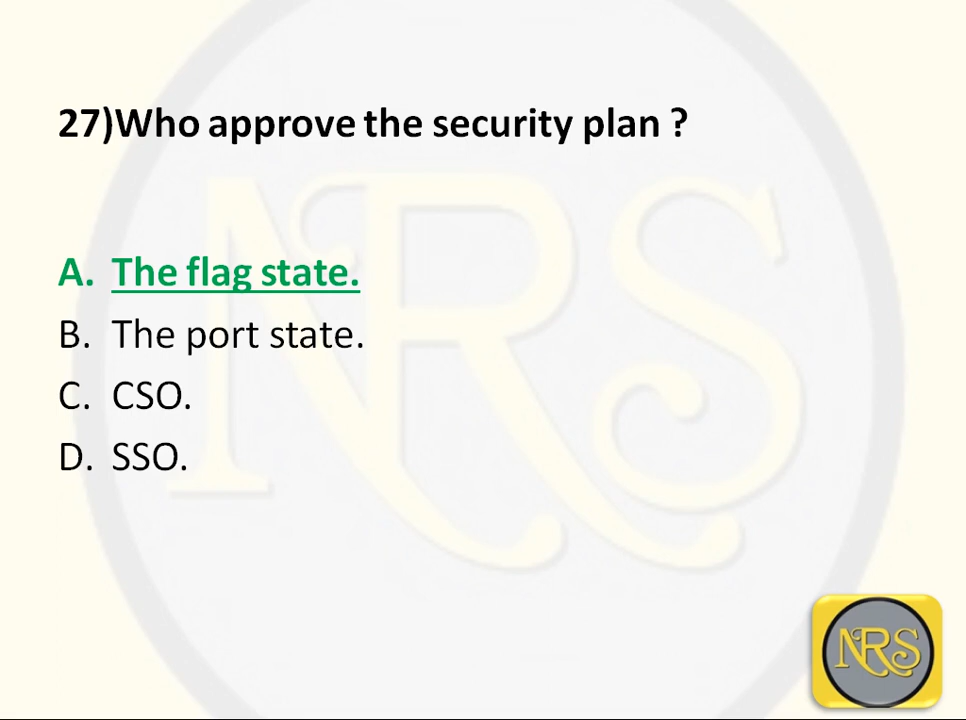 27)Who approve the security plan ?
A. The flag state.
B. The port state.
C. CSO.
D. SSO.
NRS
NRS